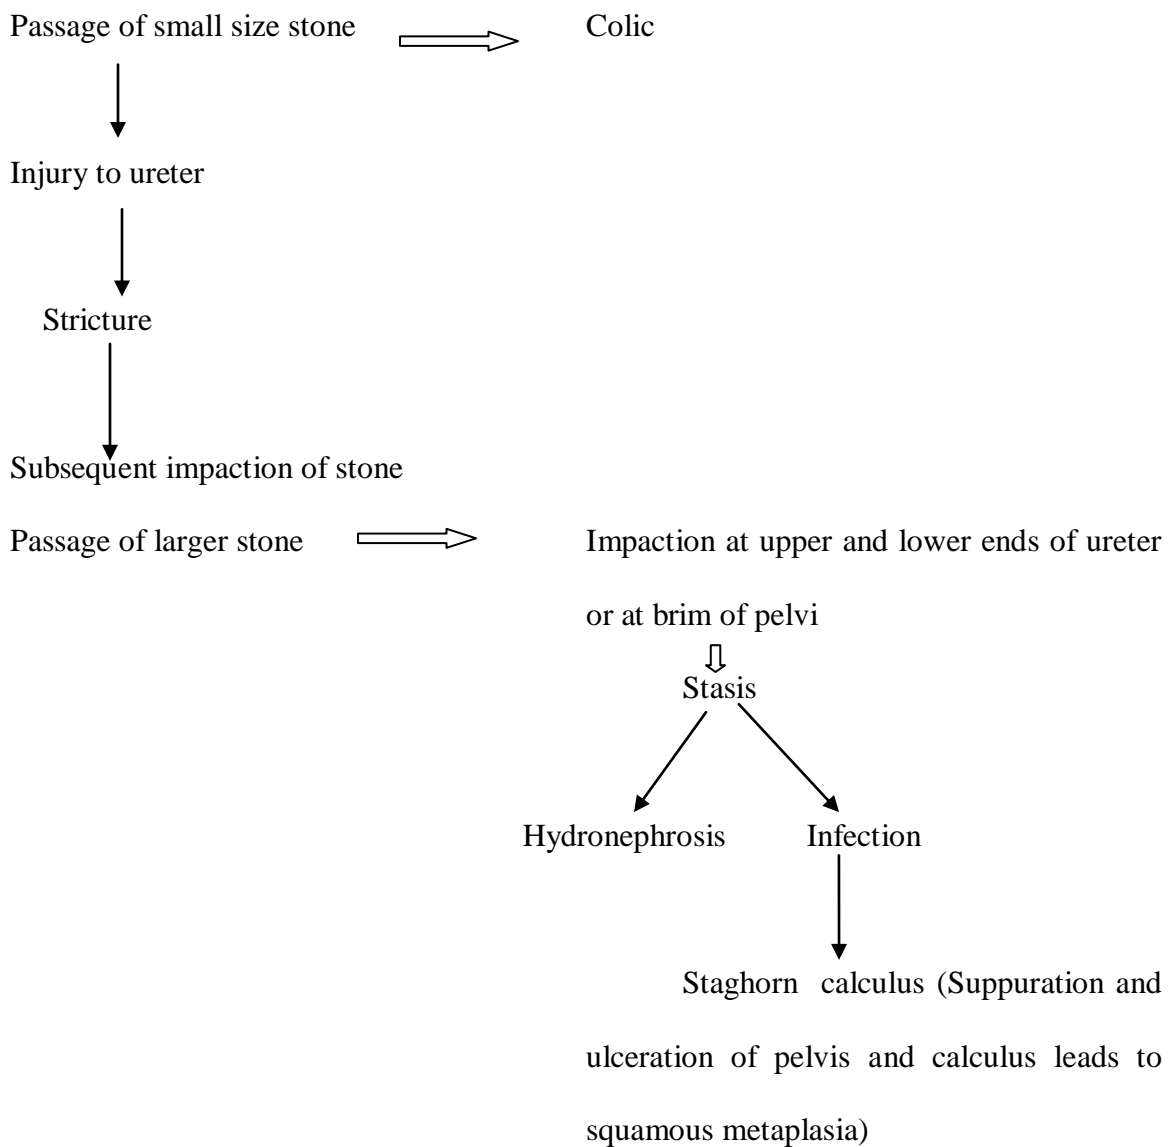 Passage of small size stone
Colic
Injury to ureter
Stricture
Subsequent impaction of stone
Passage of larger stone
Impaction at upper and lower ends of ureter
or at brim of pelvi
Stasis
Hydronephrosis
Infection
Staghorn calculus (Suppuration and
ulceration of pelvis and calculus leads to
squamous metaplasia)